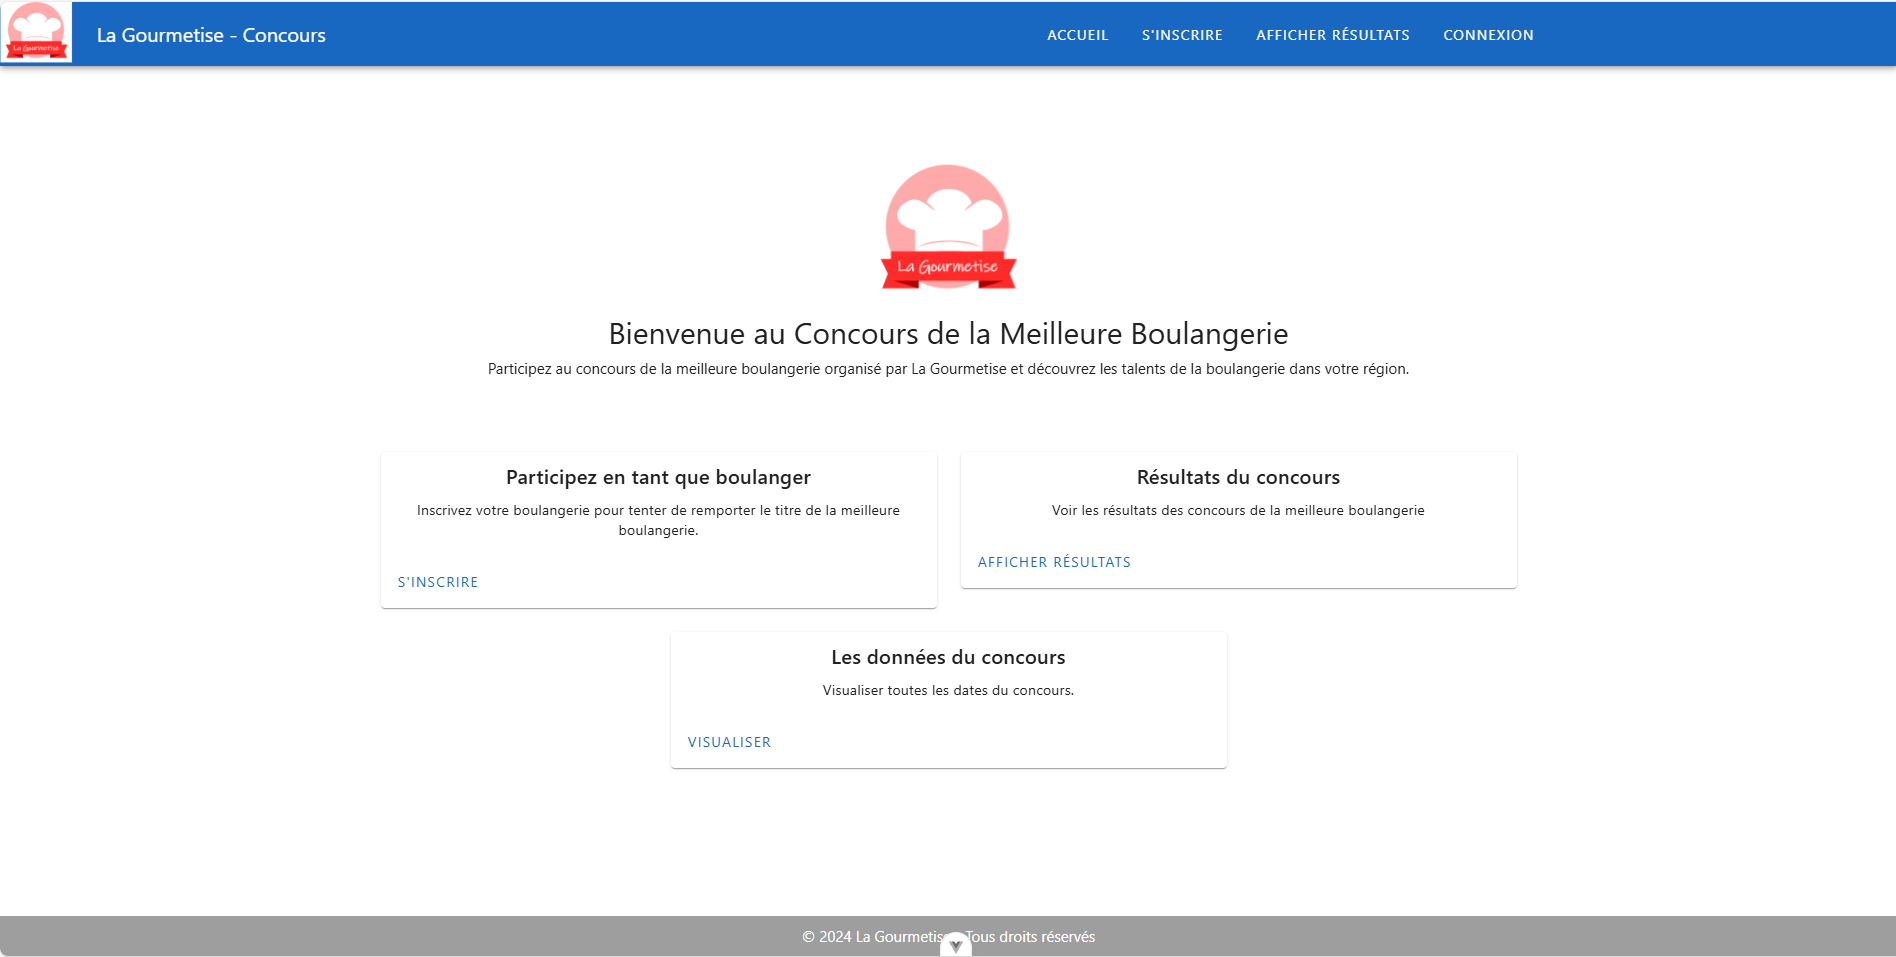 La Gourmetise
La Gourmetise - Concours
ACCUEIL
S'INSCRIRE
AFFICHER RÉSULTATS
CONNEXION
La Gourmetise
Bienvenue au Concours de la Meilleure Boulangerie
Participez au concours de la meilleure boulangerie organisé par La Gourmetise et découvrez les talents de la boulangerie dans votre région.
Participez en tant que boulanger
Inscrivez votre boulangerie pour tenter de remporter le titre de la meilleure
boulangerie.
S'INSCRIRE
Résultats du concours
Voir les résultats des concours de la meilleure boulangerie
AFFICHER RÉSULTATS
Les données du concours
Visualiser toutes les dates du concours.
VISUALISER
© 2024 La Gourmetise Tous droits réservés